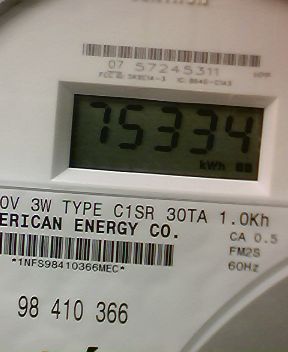 07 57245311
75334
kWh
0V 3W TYPE C1SR 30TA 1.0Kh
ERICAN ENERGY CO.
CA 0.5
FM2S
60Hz
*1NFS98410366MEC*
98 410 366